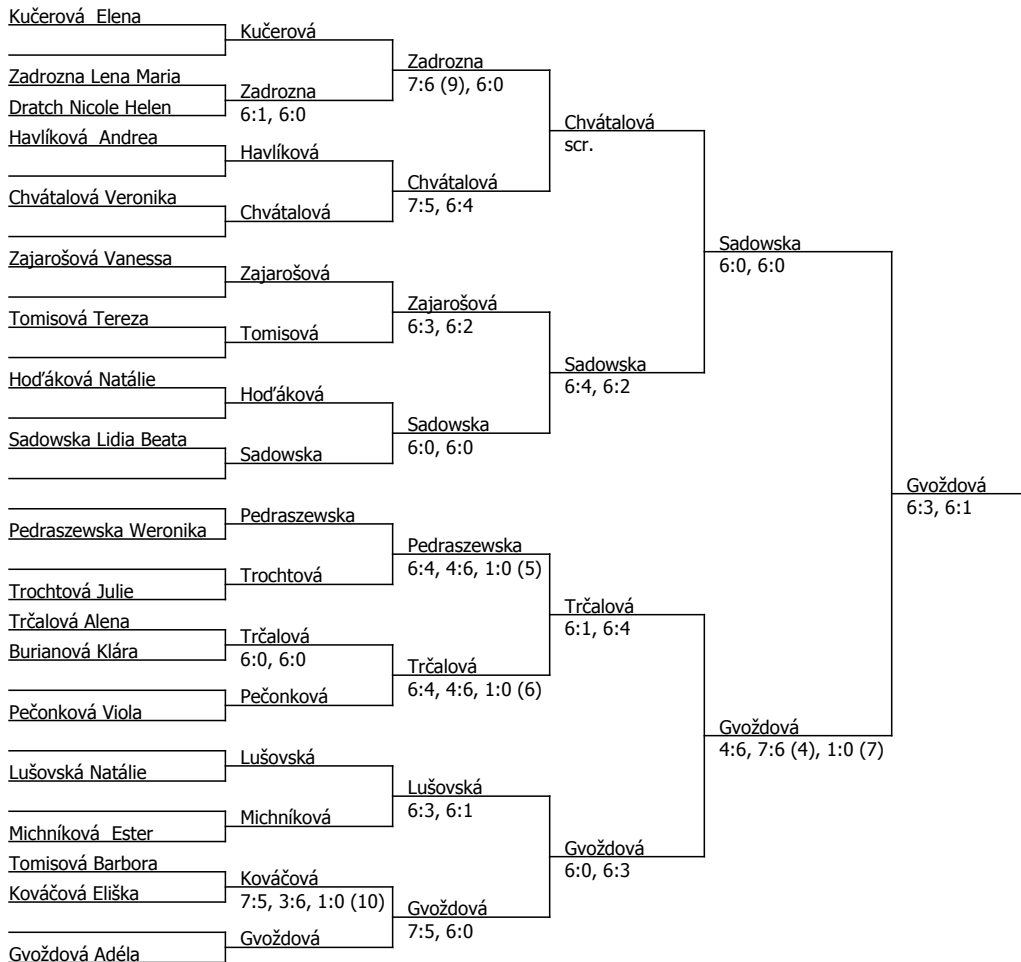 Kučerová  Elena
Kučerová
Zadrozna
7:6 (9), 6:0
Zadrozna Lena Maria
Zadrozna
6:1, 6:0
Dratch Nicole Helen
Chvátalová
scr.
Havlíková  Andrea
Havlíková
Chvátalová
7:5, 6:4
Chvátalová Veronika
Chvátalová
Sadowska
6:0, 6:0
Zajarošová Vanessa
Zajarošová
Zajarošová
6:3, 6:2
Tomisová Tereza
Tomisová
Sadowska
6:4, 6:2
Hoďáková Natálie
Hoďáková
Sadowska
6:0, 6:0
Sadowska Lidia Beata
Sadowska
Gvoždová
6:3, 6:1
Pedraszewska
Pedraszewska Weronika
Pedraszewska
6:4, 4:6, 1:0 (5)
Trochtová
Trochtová Julie
Trčalová
6:1, 6:4
Trčalová Alena
Trčalová
6:0, 6:0
Burianová Klára
Trčalová
6:4, 4:6, 1:0 (6)
Pečonková
Pečonková Viola
Gvoždová
4:6, 7:6 (4), 1:0 (7)
Lušovská
Lušovská Natálie
Lušovská
6:3, 6:1
Michníková
Michníková  Ester
Gvoždová
6:0, 6:3
Tomisová Barbora
Kováčová
7:5, 3:6, 1:0 (10)
Kováčová Eliška
Gvoždová
7:5, 6:0
Gvoždová
Gvoždová Adéla